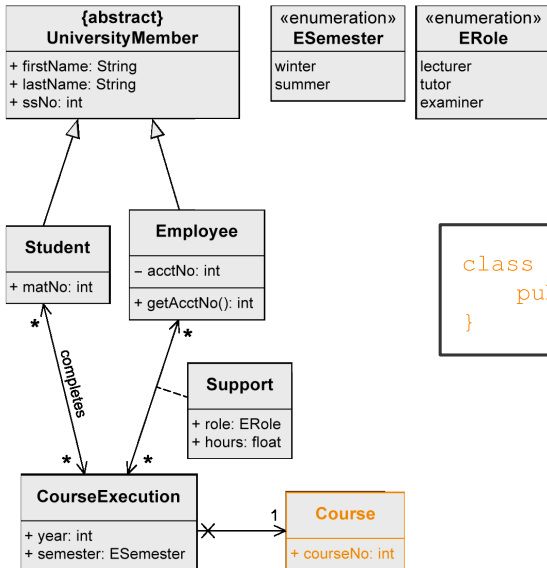 {abstract}
UniversityMember
+ firstName: String
+ lastName: String
+ ssNo: int
«enumeration»
ESemester
winter
summer
«enumeration»
ERole
lecturer
tutor
examiner
Student
+ matNo: int
Employee
– acctNo: int
+ getAcctNo(): int
class
}
*
*
completes
Support
+ role: ERole
+ hours: float
*
*
CourseExecution
+ year: int
+ semester: ESemester
1
Course
+ courseNo: int